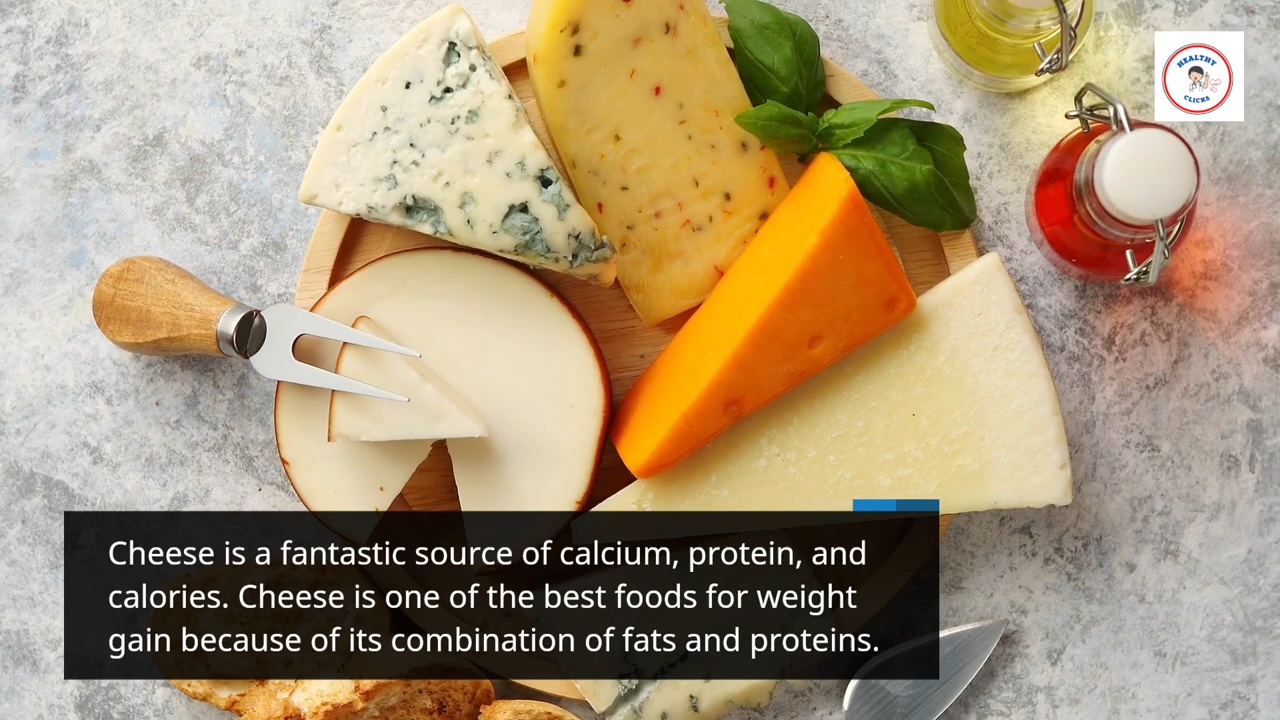 HEALTHY
CLICKS
Cheese is a fantastic source of calcium, protein, and
calories. Cheese is one of the best foods for weight
gain because of its combination of fats and proteins.